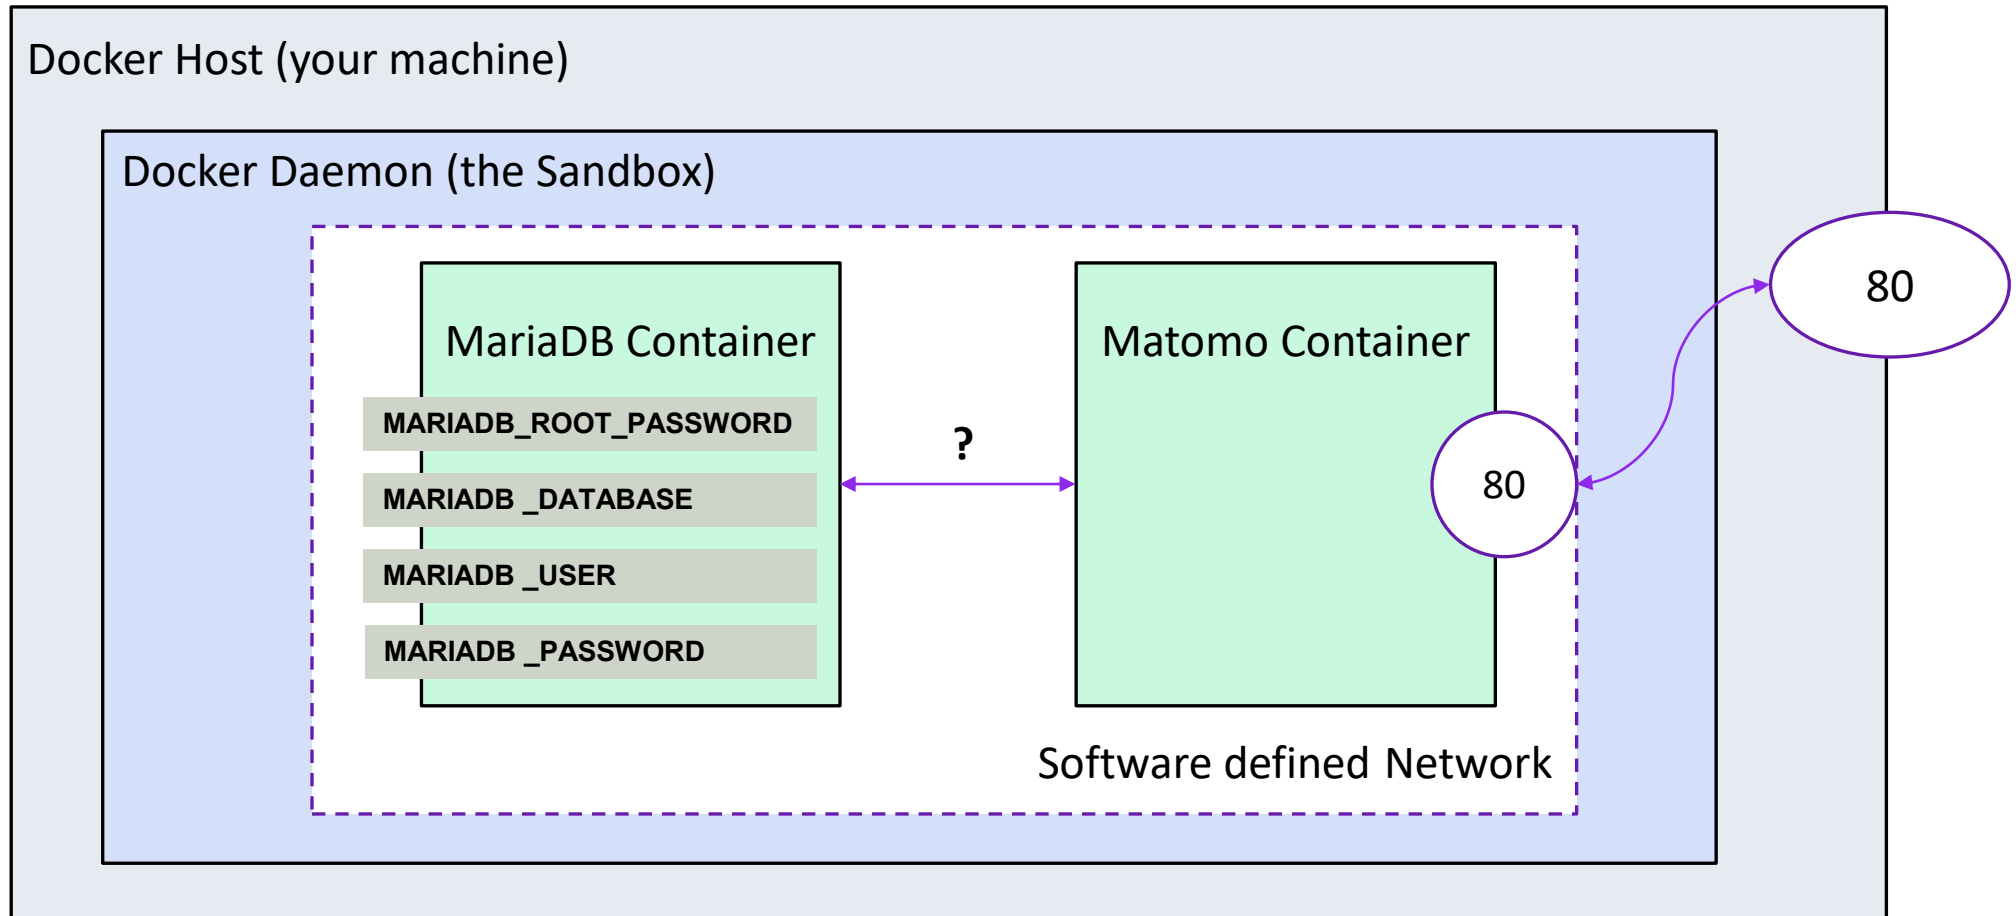 Docker Host (your machine)
Docker Daemon (the Sandbox)
80
MariaDB Container
Matomo Container
MARIADB_ROOT_PASSWORD
?
MARIADB _DATABASE
80
MARIADB _USER
MARIADB _PASSWORD
Software defined Network